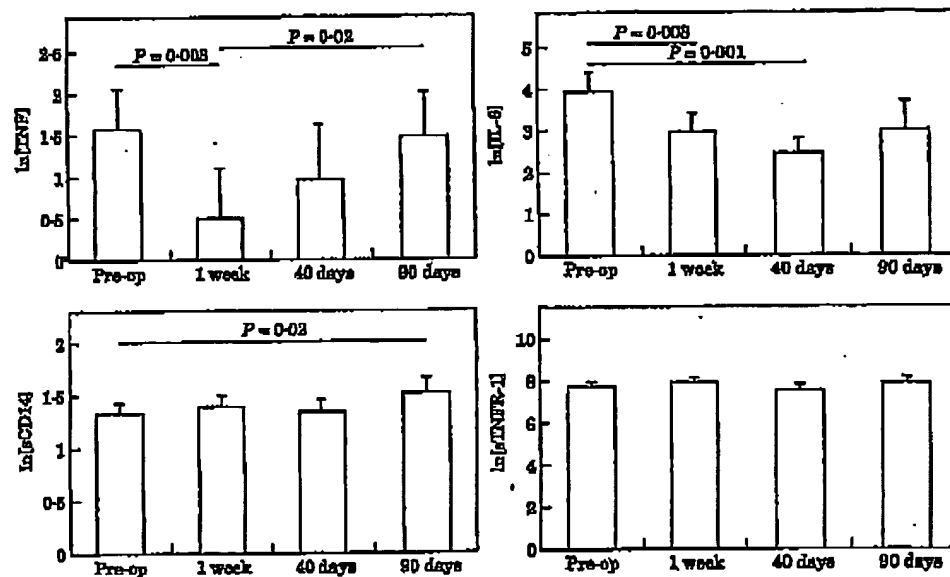 P = 0·003
P = 0·02
ln[TNF]
2·5
2
1·5
1
0·5
0
Pre-op 1 week 40 days 90 days
P = 0·003
P = 0·001
ln[IL-6]
5
4
3
2
1
0
Pre-op 1 week 40 days 90 days
P = 0·02
ln[sCD14]
2
1·5
1
0·5
0
Pre-op 1 week 40 days 90 days
ln[sTNFR-1]
10
8
6
4
2
0
Pre-op 1 week 40 days 90 days